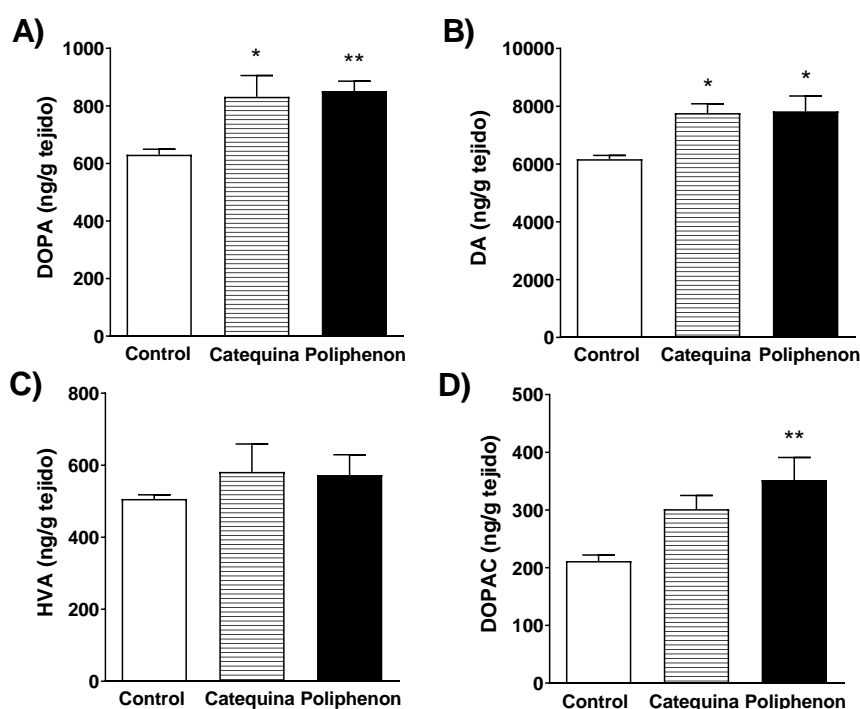 A)
DOPA (ng/g tejido)
1000
800
600
400
200
0
*
**
Control Catequina Poliphenon
B)
DA (ng/g tejido)
10000
8000
6000
4000
2000
0
*
*
Control Catequina Poliphenon
C)
HVA (ng/g tejido)
800
600
400
200
0
Control Catequina Poliphenon
D)
DOPAC (ng/g tejido)
500
400
300
200
100
0
**
Control Catequina Poliphenon